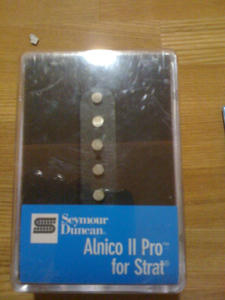 Seymour
Duncan.
Alnico II Pro™
for Strat®